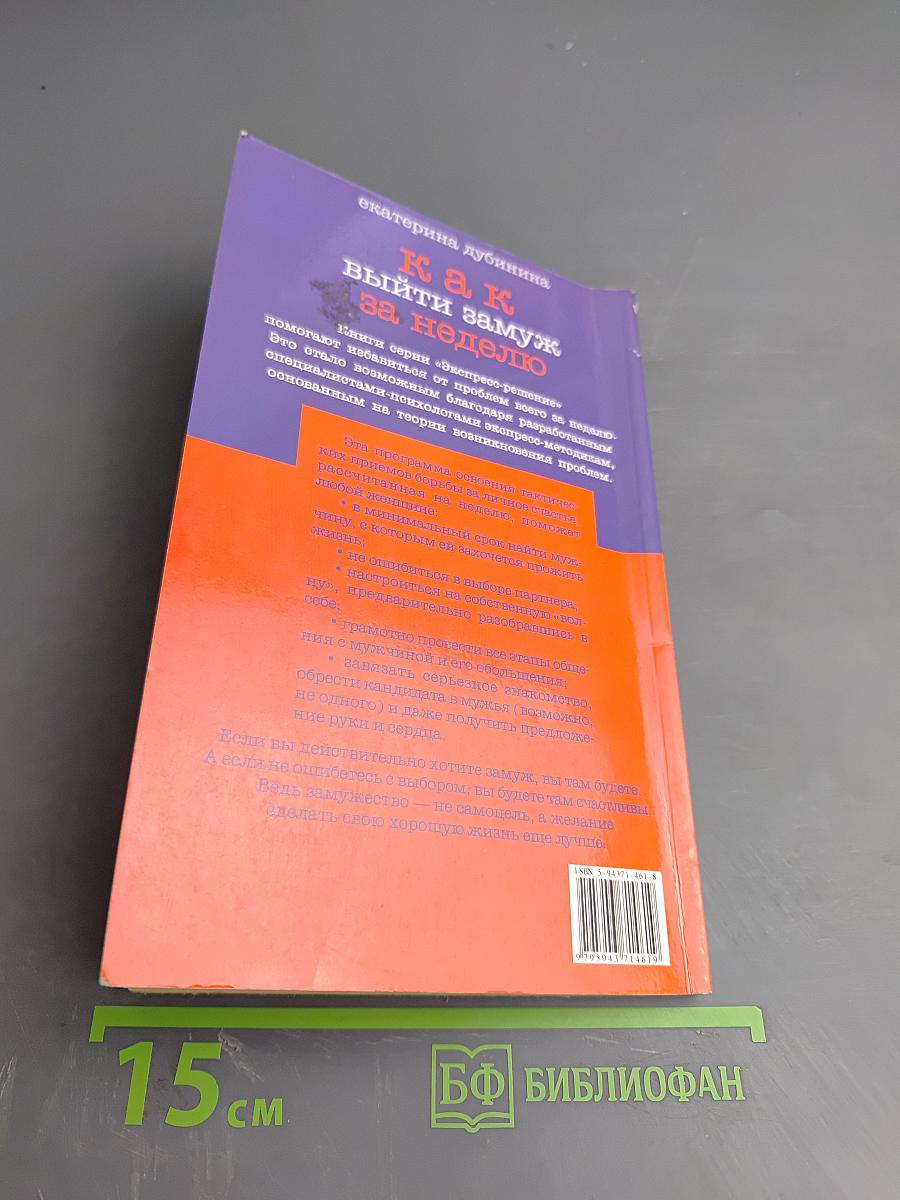 екатерина дубинина
как
выйти замуж
за неделю
Книги серии «Экспресс-решение»
помогают избавиться от проблем всего за неделю.
Это стало возможным благодаря разработанным
специалистами-психологами экспресс-методикам,
основанным на теории возникновения проблем.
Эта программа освоения тактичес-
ких приемов борьбы за личное счастье,
рассчитанная на неделю, поможет
любой женщине:
• в минимальный срок найти муж-
чину, с которым ей захочется прожить
жизнь;
• не ошибиться в выборе партнера;
• настроиться на собственную «вол-
ну», предварительно разобравшись в
себе;
• грамотно провести все этапы обще-
ния с мужчиной и его обольщения;
• завязать серьезное знакомство,
обрести кандидата в мужья (возможно,
не одного) и даже получить предложе-
ние руки и сердца.
Если вы действительно хотите замуж, вы там будете.
А если не ошибетесь с выбором, вы будете там счастливы.
Ведь замужество — не самоцель, а желание
сделать свою хорошую жизнь еще лучше.
ISBN 5-94371-461-8
9795943714619
15 см
БФ БИБЛИОФАН